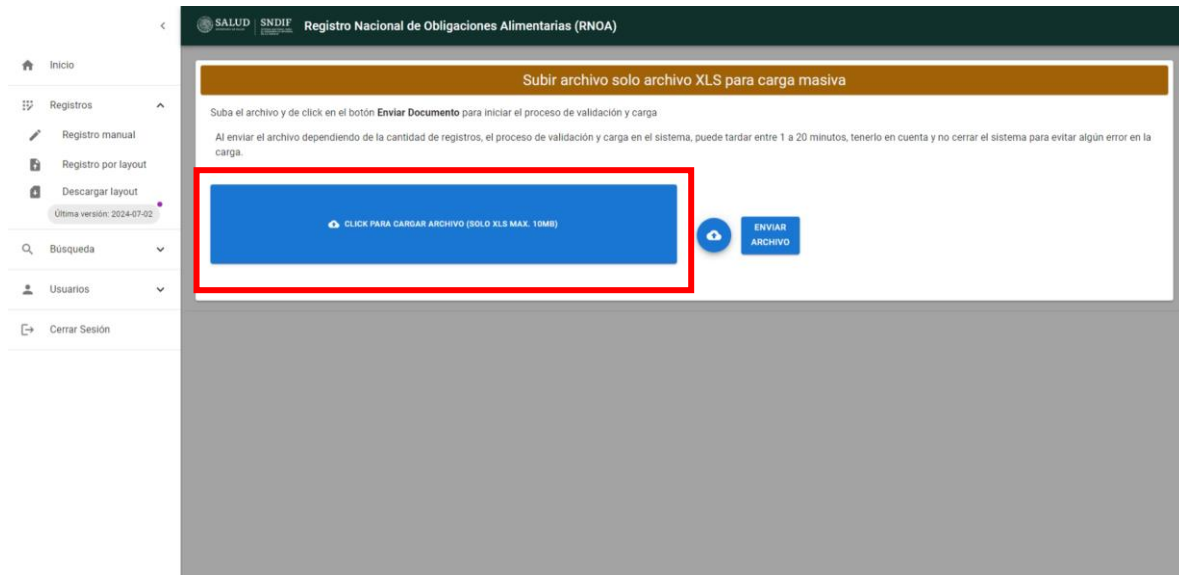 SALUD SNDIF Registro Nacional de Obligaciones Alimentarias (RNOA)
Inicio
Registros
Registro manual
Registro por layout
Descargar layout
Última versión: 2024-07-02
Búsqueda
Usuarios
Cerrar Sesión
Subir archivo solo archivo XLS para carga masiva
Suba el archivo y de click en el botón Enviar Documento para iniciar el proceso de validación y carga
Al enviar el archivo dependiendo de la cantidad de registros, el proceso de validación y carga en el sistema, puede tardar entre 1 a 20 minutos, tenerlo en cuenta y no cerrar el sistema para evitar algún error en la
carga.
CLICK PARA CARGAR ARCHIVO (SOLO XLS MAX. 10MB)
ENVIAR
ARCHIVO